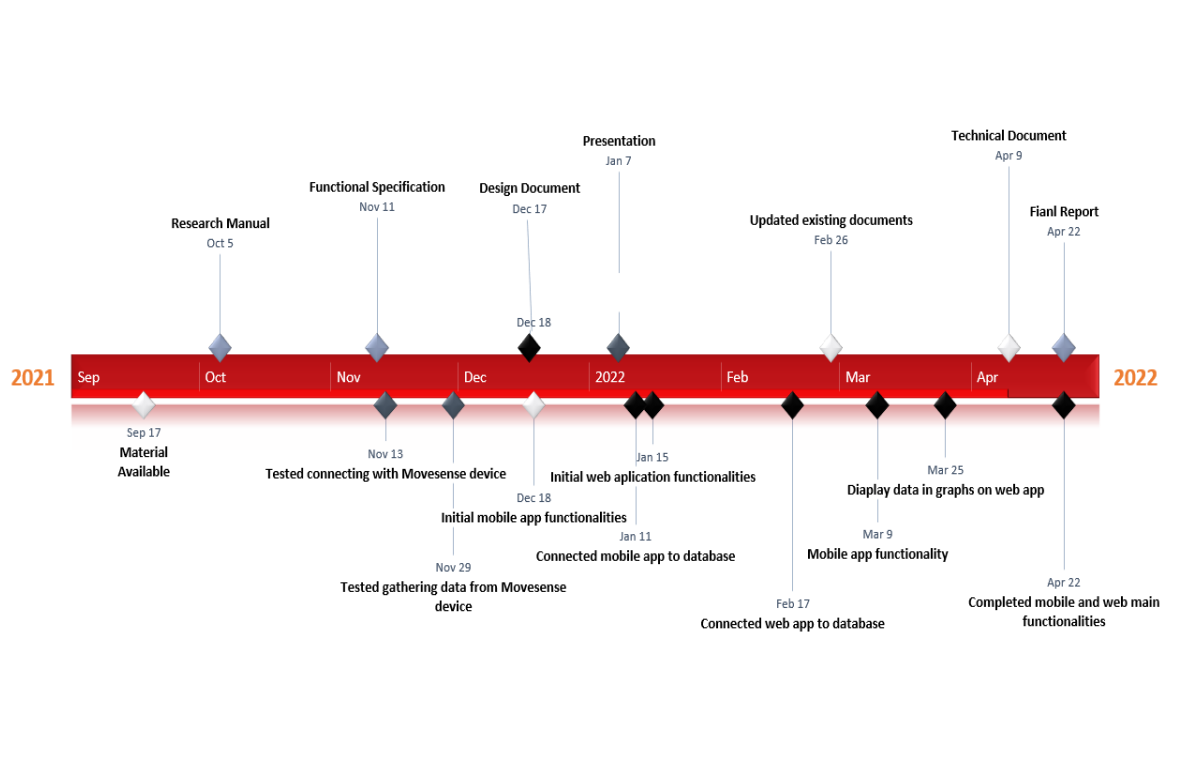 Technical Document
Apr 9
Presentation
Jan 7
Functional Specification
Nov 11
Design Document
Dec 17
Fianl Report
Apr 22
Updated existing documents
Feb 26
Research Manual
Oct 5
Dec 18
2021
Sep
Oct
Nov
Dec
2022
Feb
Mar
Apr
2022
Sep 17
Material
Available
Nov 13
Tested connecting with Movesense device
Jan 15
Initial web aplication functionalities
Mar 25
Diaplay data in graphs on web app
Dec 18
Initial mobile app functionalities
Jan 11
Connected mobile app to database
Mar 9
Mobile app functionality
Nov 29
Tested gathering data from Movesense
device
Apr 22
Completed mobile and web main
functionalities
Feb 17
Connected web app to database